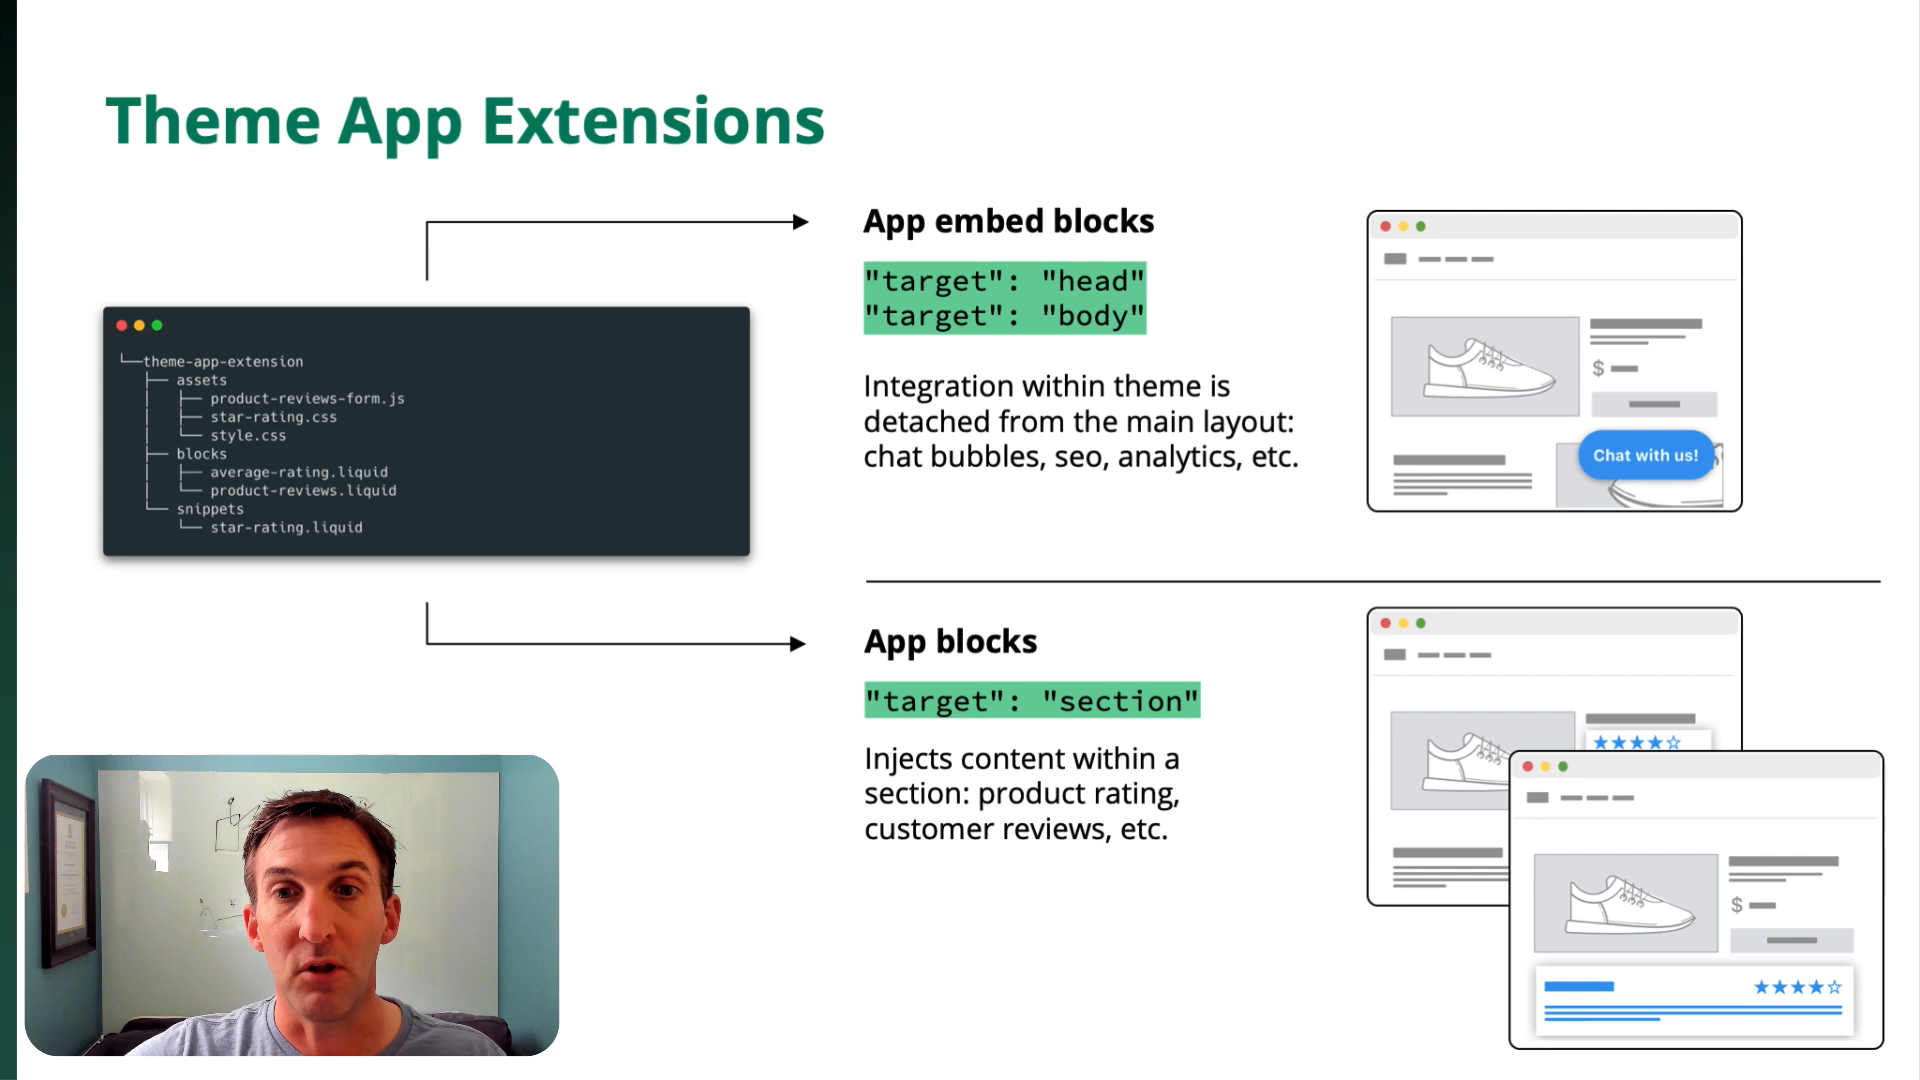 Theme App Extensions
└──theme-app-extension
├── assets
├── product-reviews-form.js
├── star-rating.css
└── style.css
├── blocks
├── average-rating.liquid
└── product-reviews.liquid
└── snippets
└── star-rating.liquid
App embed blocks
"target": "head"
"target": "body"
Integration within theme is
detached from the main layout:
chat bubbles, seo, analytics, etc.
$
Chat with us!
App blocks
"target": "section"
Injects content within a
section: product rating,
customer reviews, etc.
$